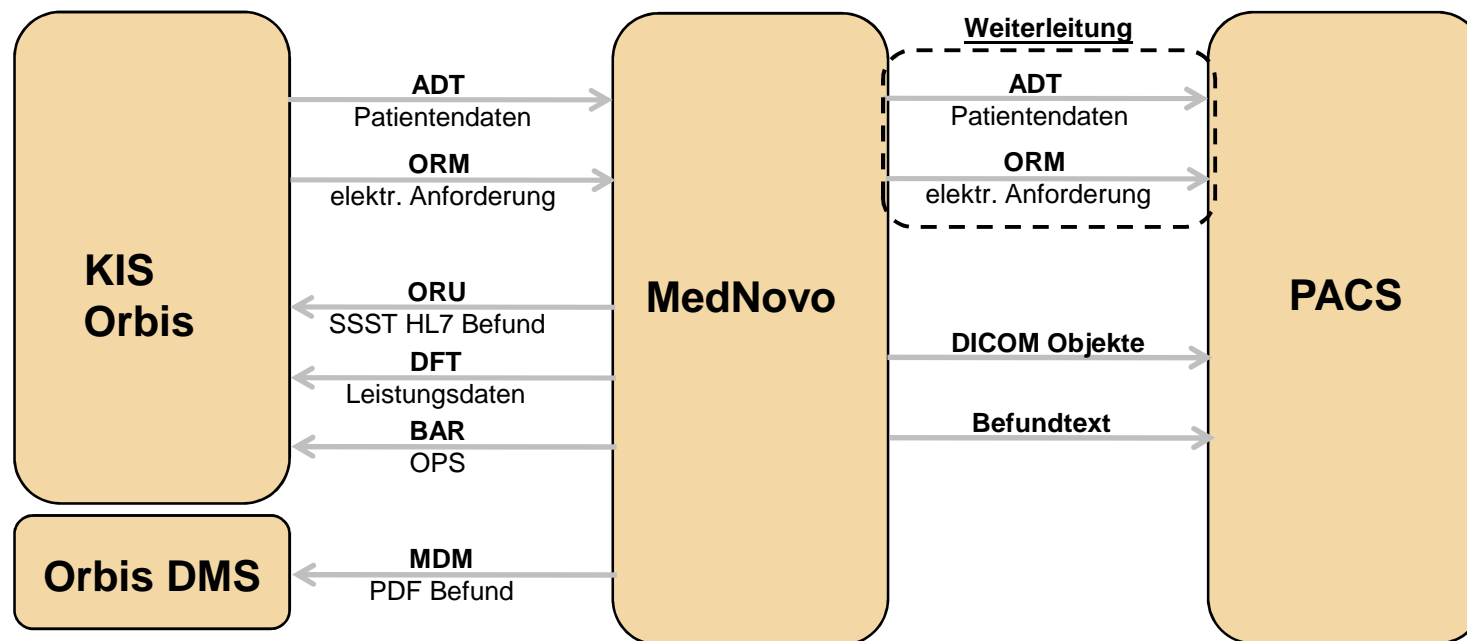 Weiterleitung
ADT
Patientendaten
ORM
elektr. Anforderung
ADT
Patientendaten
ORM
elektr. Anforderung
KIS
Orbis
ORU
SSST HL7 Befund
DFT
Leistungsdaten
BAR
OPS
MedNovo
DICOM Objekte
Befundtext
PACS
Orbis DMS
MDM
PDF Befund